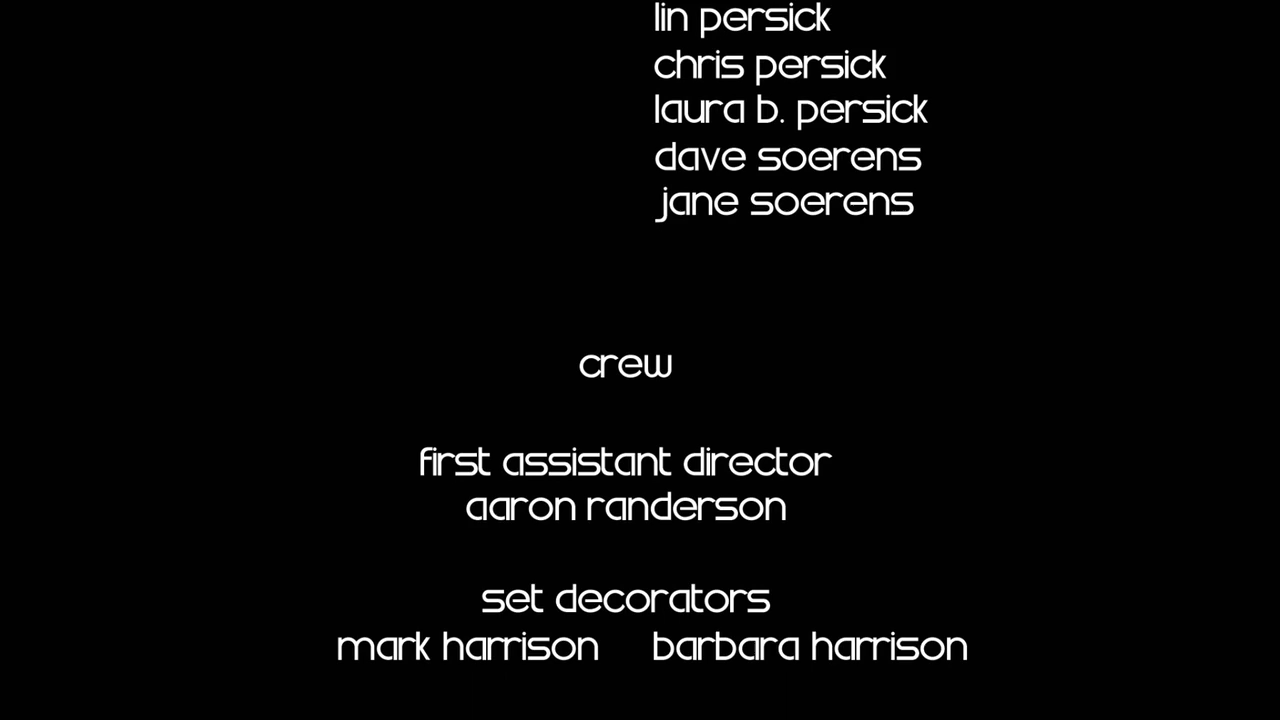 lin persick
chris persick
laura b. persick
dave soerens
jane soerens
crew
first assistant director
aaron randerson
set decorators
mark harrison barbara harrison